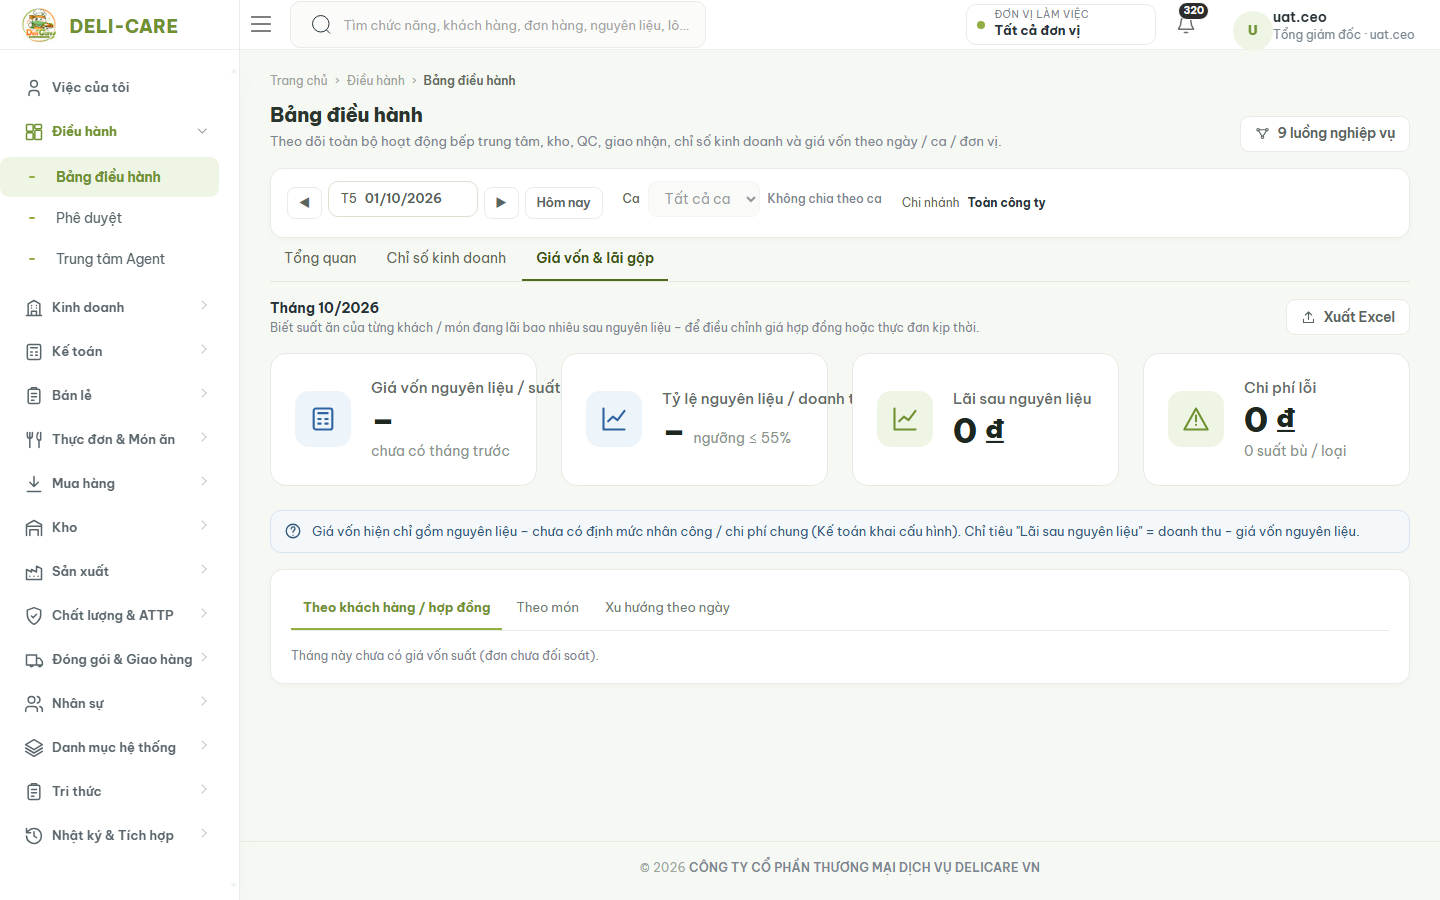 DELI-CARE
Tìm chức năng, khách hàng, đơn hàng, nguyên liệu, lô...
ĐƠN VỊ LÀM VIỆC
Tất cả đơn vị
320
U
uat.ceo
Tổng giám đốc · uat.ceo
Việc của tôi
Điều hành
Bảng điều hành
Phê duyệt
Trung tâm Agent
Kinh doanh
Kế toán
Bán lẻ
Thực đơn & Món ăn
Mua hàng
Kho
Sản xuất
Chất lượng & ATTP
Đóng gói & Giao hàng
Nhân sự
Danh mục hệ thống
Tri thức
Nhật ký & Tích hợp
Trang chủ › Điều hành › Bảng điều hành
Bảng điều hành
Theo dõi toàn bộ hoạt động bếp trung tâm, kho, QC, giao nhận, chỉ số kinh doanh và giá vốn theo ngày / ca / đơn vị.
9 luồng nghiệp vụ
◀ T5 01/10/2026 ▶ Hôm nay Ca Tất cả ca Không chia theo ca Chi nhánh Toàn công ty
Tổng quan Chỉ số kinh doanh Giá vốn & lãi gộp
Tháng 10/2026
Biết suất ăn của từng khách / món đang lãi bao nhiêu sau nguyên liệu – để điều chỉnh giá hợp đồng hoặc thực đơn kịp thời.
Xuất Excel
Giá vốn nguyên liệu / suất
–
chưa có tháng trước
Tỷ lệ nguyên liệu / doanh t
– ngưỡng ≤ 55%
Lãi sau nguyên liệu
0 ₫
Chi phí lỗi
0 ₫
0 suất bù / loại
Giá vốn hiện chỉ gồm nguyên liệu – chưa có định mức nhân công / chi phí chung (Kế toán khai cấu hình). Chỉ tiêu "Lãi sau nguyên liệu" = doanh thu − giá vốn nguyên liệu.
Theo khách hàng / hợp đồng Theo món Xu hướng theo ngày
Tháng này chưa có giá vốn suất (đơn chưa đối soát).
© 2026 CÔNG TY CỔ PHẦN THƯƠNG MẠI DỊCH VỤ DELICARE VN